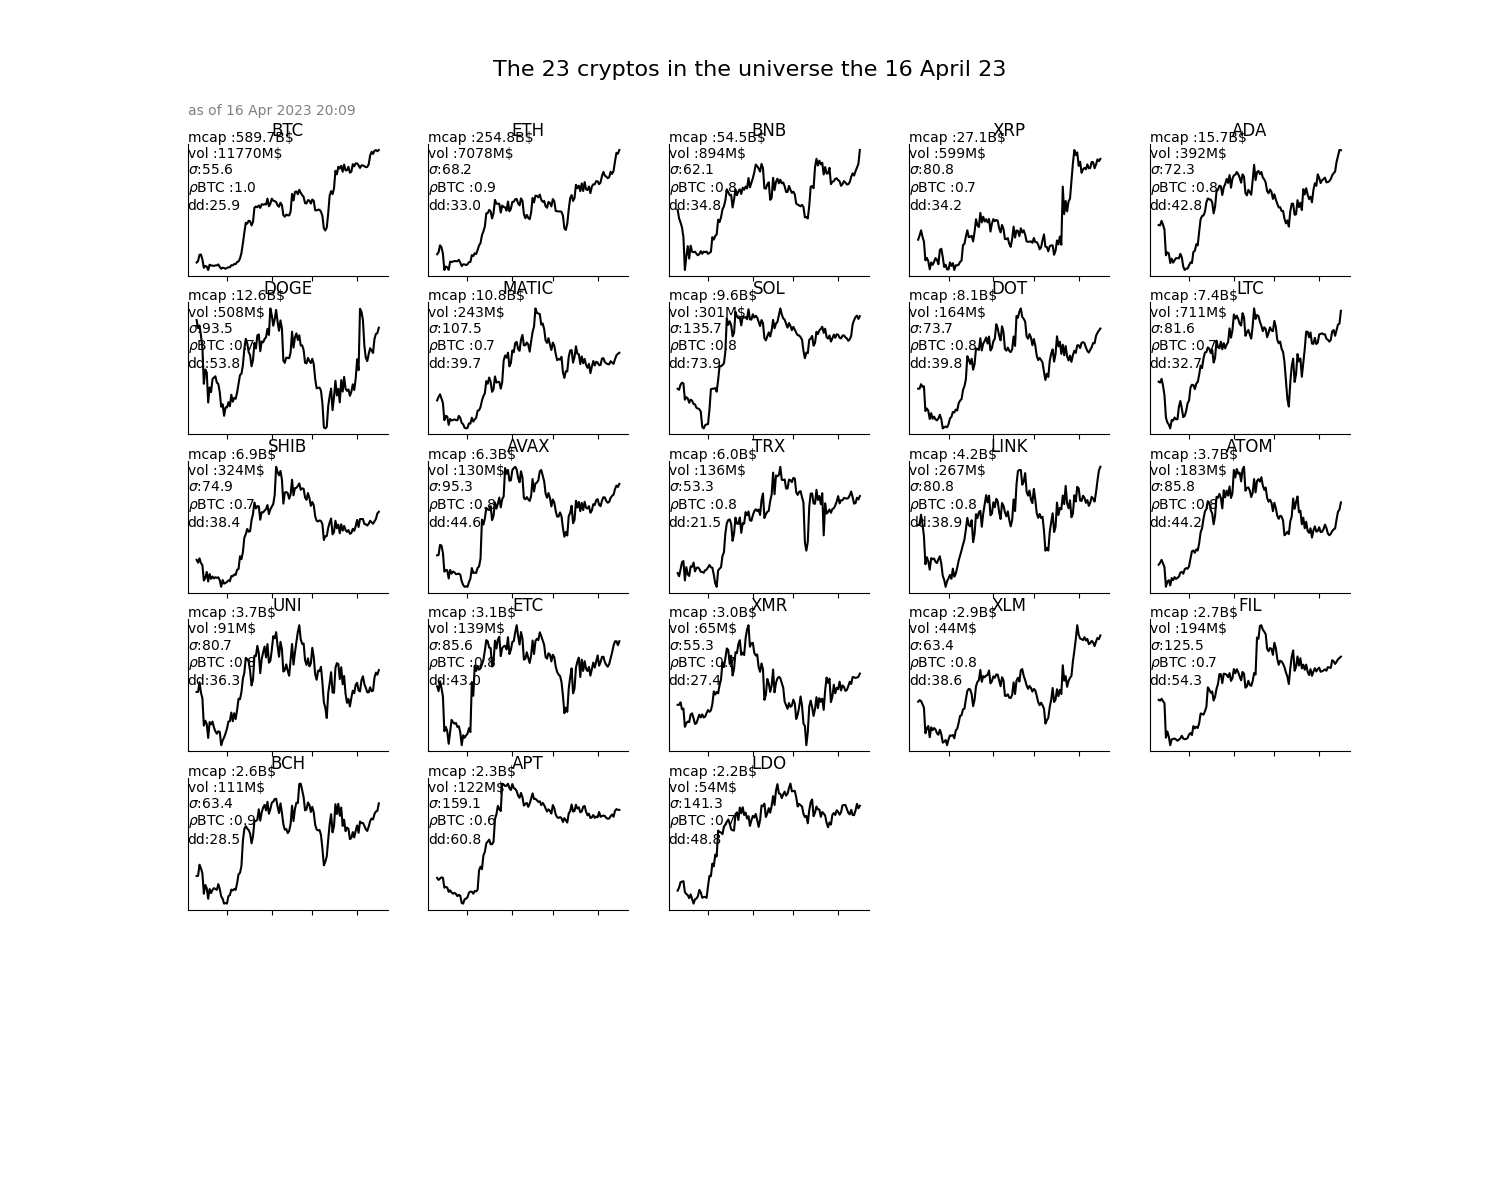 The 23 cryptos in the universe the 16 April 23
as of 16 Apr 2023 20:09
BTC
mcap :589.7B$
vol :11770M$
σ:55.6
ρBTC :1.0
dd:25.9
ETH
mcap :254.8B$
vol :7078M$
σ:68.2
ρBTC :0.9
dd:33.0
BNB
mcap :54.5B$
vol :894M$
σ:62.1
ρBTC :0.8
dd:34.8
XRP
mcap :27.1B$
vol :599M$
σ:80.8
ρBTC :0.7
dd:34.2
ADA
mcap :15.7B$
vol :392M$
σ:72.3
ρBTC :0.8
dd:42.8
DOGE
mcap :12.6B$
vol :508M$
σ:93.5
ρBTC :0.7
dd:53.8
MATIC
mcap :10.8B$
vol :243M$
σ:107.5
ρBTC :0.7
dd:39.7
SOL
mcap :9.6B$
vol :301M$
σ:135.7
ρBTC :0.8
dd:73.9
DOT
mcap :8.1B$
vol :164M$
σ:73.7
ρBTC :0.8
dd:39.8
LTC
mcap :7.4B$
vol :711M$
σ:81.6
ρBTC :0.7
dd:32.7
SHIB
mcap :6.9B$
vol :324M$
σ:74.9
ρBTC :0.7
dd:38.4
AVAX
mcap :6.3B$
vol :130M$
σ:95.3
ρBTC :0.8
dd:44.6
TRX
mcap :6.0B$
vol :136M$
σ:53.3
ρBTC :0.8
dd:21.5
LINK
mcap :4.2B$
vol :267M$
σ:80.8
ρBTC :0.8
dd:38.9
ATOM
mcap :3.7B$
vol :183M$
σ:85.8
ρBTC :0.8
dd:44.2
UNI
mcap :3.7B$
vol :91M$
σ:80.7
ρBTC
dd:36.3
ETC
mcap :3.1B$
vol :139M$
σ:85.6
ρBTC :0.8
dd:43.0
XMR
mcap :3.0B$
vol :65M$
σ:55.3
ρBTC
dd:27.4
XLM
mcap :2.9B$
vol :44M$
σ:63.4
ρBTC :0.8
dd:38.6
FIL
mcap :2.7B$
vol :194M$
σ:125.5
ρBTC :0.7
dd:54.3
BCH
mcap :2.6B$
vol :111M$
σ:63.4
ρBTC :0.9
dd:28.5
APT
mcap :2.3B$
vol :122M$
σ:159.1
ρBTC :0.6
dd:60.8
LDO
mcap :2.2B$
vol :54M$
σ:141.3
ρBTC :0.7
dd:48.8